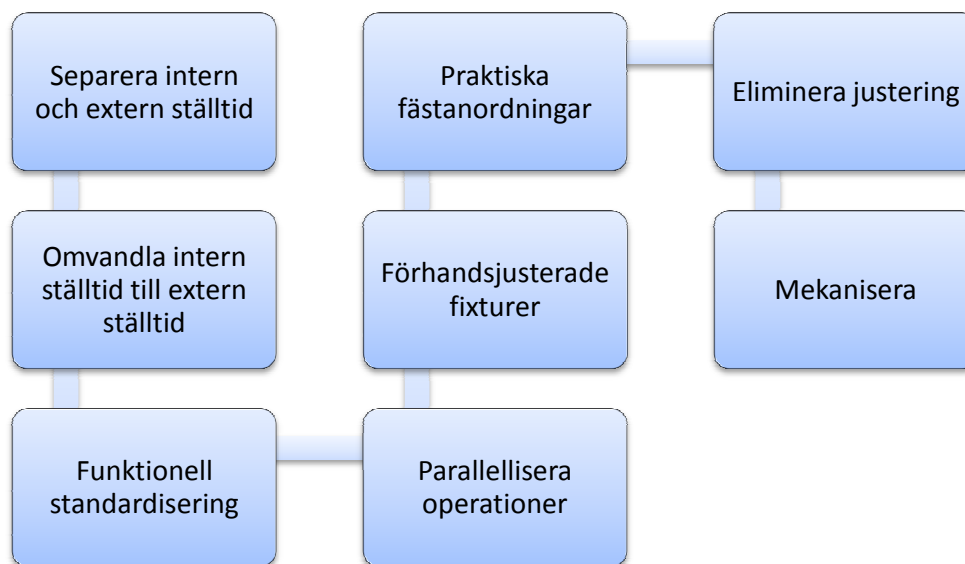 Separera intern
och extern ställtid
Omvandla intern
ställtid till extern
ställtid
Funktionell
standardisering
Parallellisera
operationer
Förhandsjusterade
fixturer
Praktiska
fästanordningar
Eliminera justering
Mekanisera